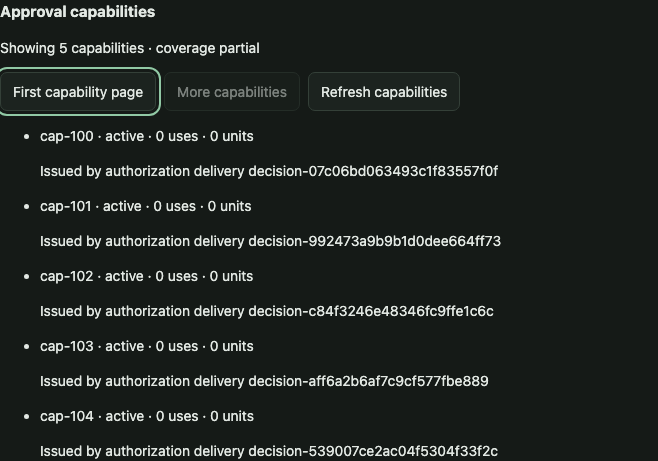 Approval capabilities
Showing 5 capabilities · coverage partial
First capability page More capabilities Refresh capabilities
cap-100 · active · 0 uses · 0 units
Issued by authorization delivery decision-07c06bd063493c1f83557f0f
cap-101 · active · 0 uses · 0 units
Issued by authorization delivery decision-992473a9b9b1d0dee664ff73
cap-102 · active · 0 uses · 0 units
Issued by authorization delivery decision-c84f3246e48346fc9ffe1c6c
cap-103 · active · 0 uses · 0 units
Issued by authorization delivery decision-aff6a2b6af7c9cf577fbe889
cap-104 · active · 0 uses · 0 units
Issued by authorization delivery decision-539007ce2ac04f5304f33f2c